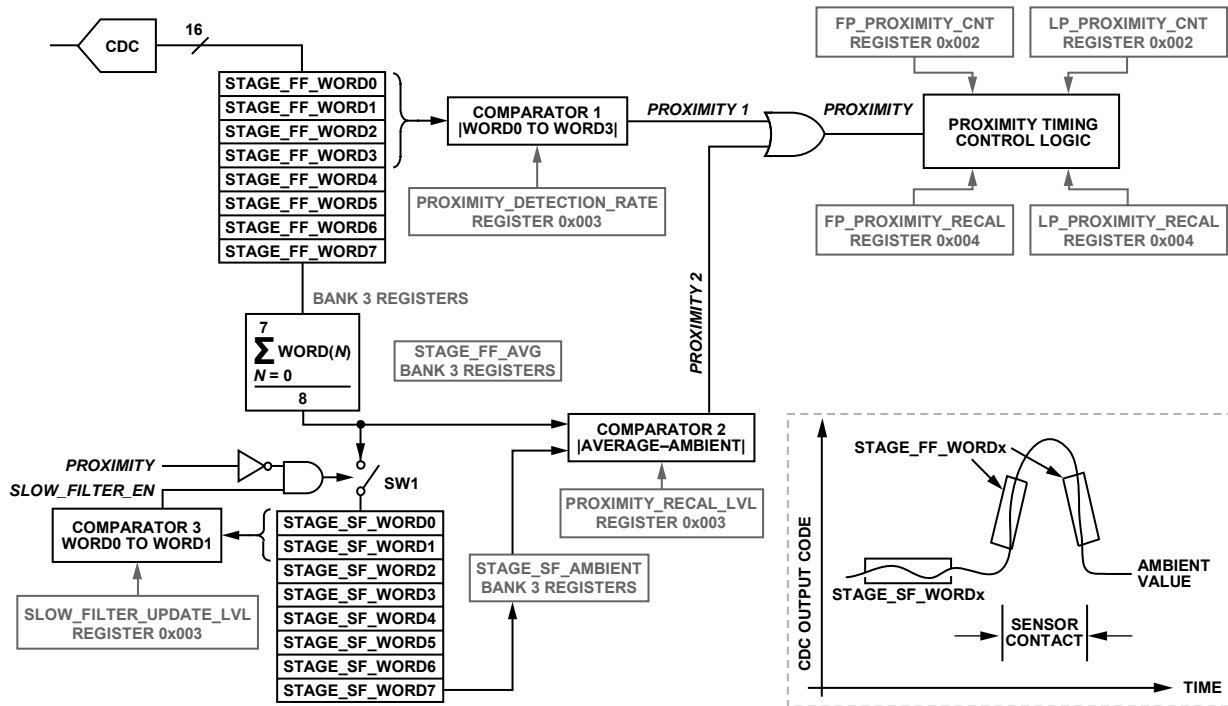 CDC
16
STAGE_FF_WORD0
STAGE_FF_WORD1
STAGE_FF_WORD2
STAGE_FF_WORD3
STAGE_FF_WORD4
STAGE_FF_WORD5
STAGE_FF_WORD6
STAGE_FF_WORD7
COMPARATOR 1
|WORD0 TO WORD3|
PROXIMITY_DETECTION_RATE
REGISTER 0x003
PROXIMITY 1
PROXIMITY
FP_PROXIMITY_CNT
REGISTER 0x002
LP_PROXIMITY_CNT
REGISTER 0x002
PROXIMITY TIMING
CONTROL LOGIC
FP_PROXIMITY_RECAL
REGISTER 0x004
LP_PROXIMITY_RECAL
REGISTER 0x004
BANK 3 REGISTERS
7
Σ WORD(N)
N = 0
8
STAGE_FF_AVG
BANK 3 REGISTERS
PROXIMITY 2
COMPARATOR 2
|AVERAGE–AMBIENT|
PROXIMITY_RECAL_LVL
REGISTER 0x003
PROXIMITY
SLOW_FILTER_EN
SW1
COMPARATOR 3
WORD0 TO WORD1
SLOW_FILTER_UPDATE_LVL
REGISTER 0x003
STAGE_SF_WORD0
STAGE_SF_WORD1
STAGE_SF_WORD2
STAGE_SF_WORD3
STAGE_SF_WORD4
STAGE_SF_WORD5
STAGE_SF_WORD6
STAGE_SF_WORD7
STAGE_SF_AMBIENT
BANK 3 REGISTERS
CDC OUTPUT CODE
STAGE_FF_WORDx
STAGE_SF_WORDx
AMBIENT
VALUE
SENSOR
CONTACT
TIME